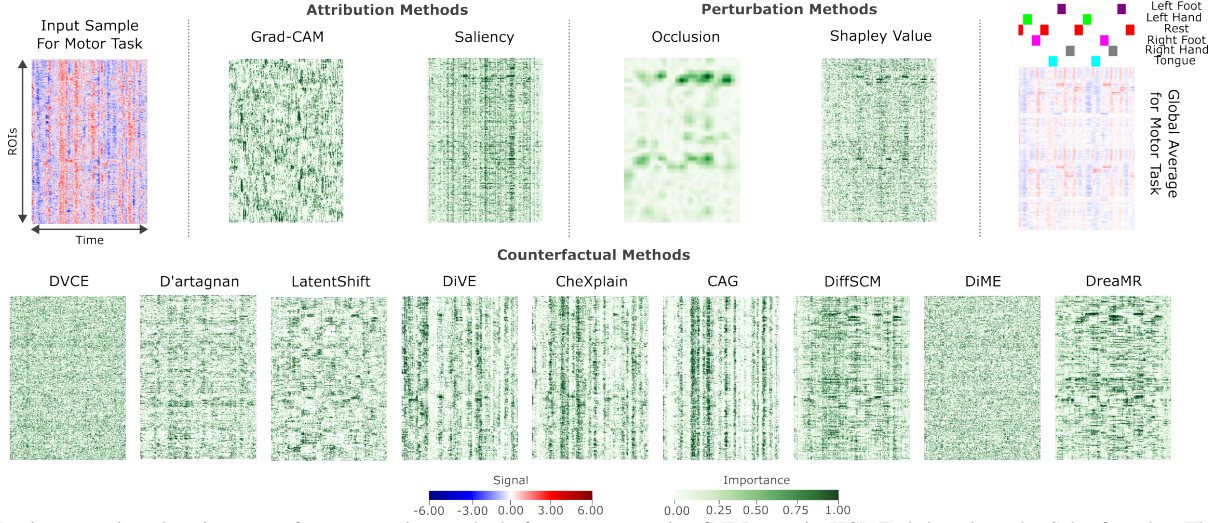 Attribution Methods
Perturbation Methods
Input Sample
For Motor Task
Grad-CAM
Saliency
Occlusion
Shapley Value
Left Foot
Left Hand
Rest
Right Foot
Right Hand
Tongue
ROIs
Time
Global Average
for Motor Task
Counterfactual Methods
DVCE
D'artagnan
LatentShift
DiVE
CheXplain
CAG
DiffSCM
DiME
DreaMR
Signal
-6.00 -3.00 0.00 3.00 6.00
Importance
0.00 0.25 0.50 0.75 1.00